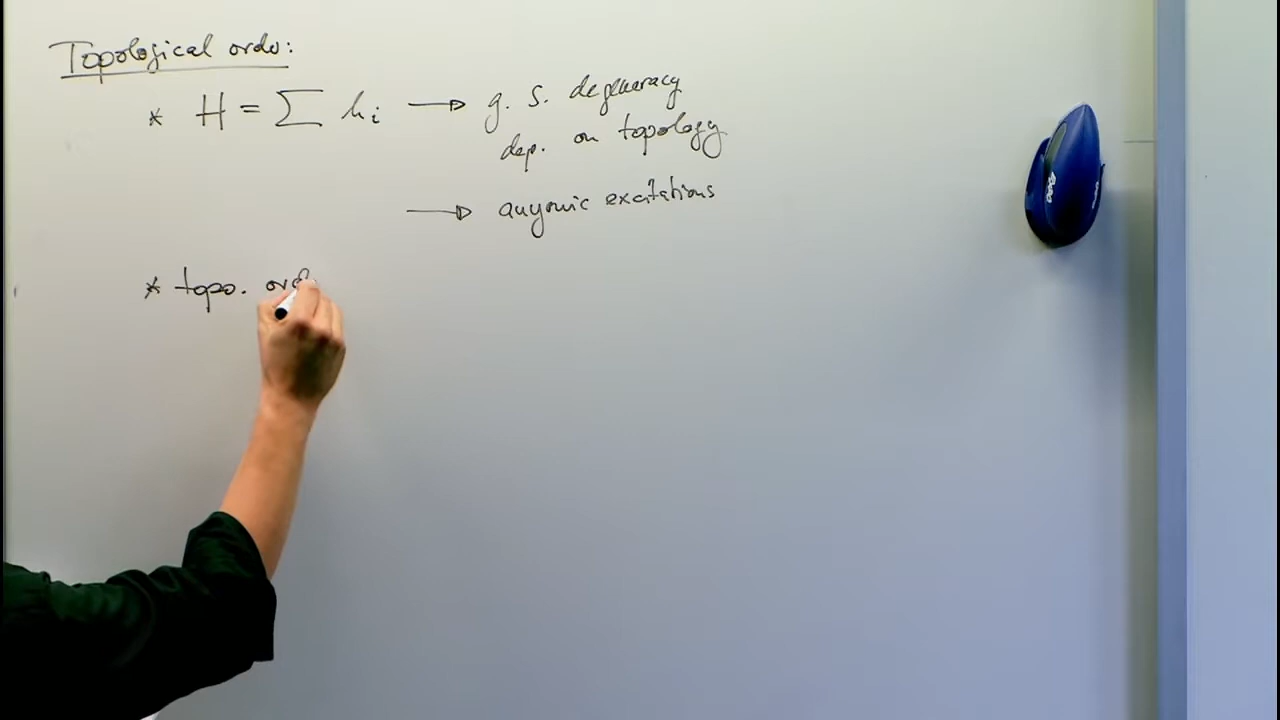 Topological order:
* H = ∑ hᵢ → g. s. degeneracy
dep. on topology
→ anyonic excitations
* topo. ord